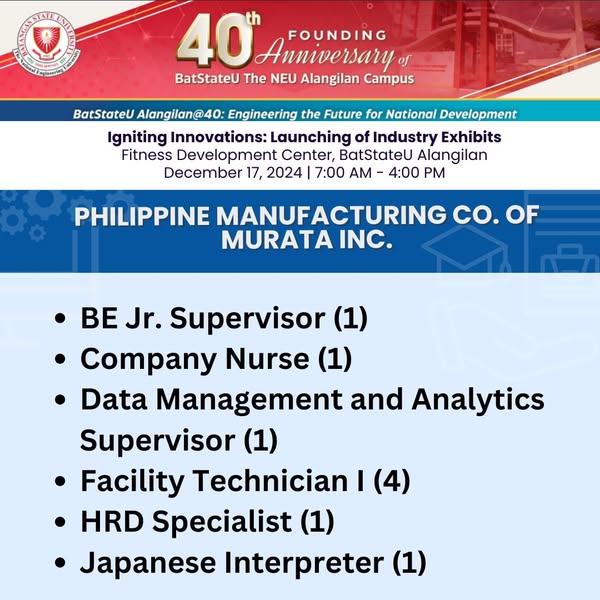 BATANGAS STATE UNIVERSITY
The National Engineering University
40th
FOUNDING
Anniversary of
BatStateU The NEU Alangilan Campus
BatStateU Alangilan@40: Engineering the Future for National Development
Igniting Innovations: Launching of Industry Exhibits
Fitness Development Center, BatStateU Alangilan
December 17, 2024 | 7:00 AM - 4:00 PM
PHILIPPINE MANUFACTURING CO. OF
MURATA INC.
• BE Jr. Supervisor (1)
• Company Nurse (1)
• Data Management and Analytics
Supervisor (1)
• Facility Technician I (4)
• HRD Specialist (1)
• Japanese Interpreter (1)